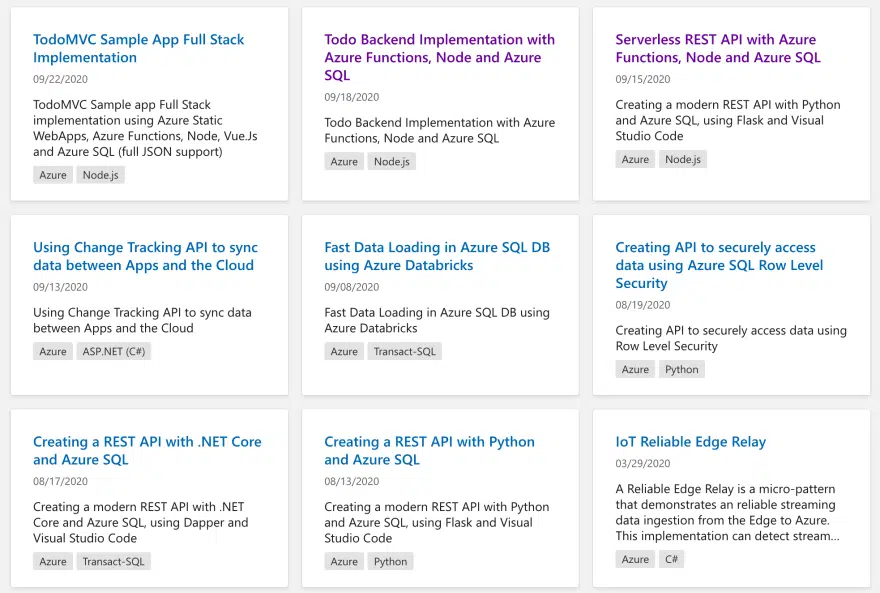 TodoMVC Sample App Full Stack
Implementation
09/22/2020
TodoMVC Sample app Full Stack
implementation using Azure Static
WebApps, Azure Functions, Node, Vue.Js
and Azure SQL (full JSON support)
Azure Node.js
Todo Backend Implementation with
Azure Functions, Node and Azure
SQL
09/18/2020
Todo Backend Implementation with Azure
Functions, Node and Azure SQL
Azure Node.js
Serverless REST API with Azure
Functions, Node and Azure SQL
09/15/2020
Creating a modern REST API with Python
and Azure SQL, using Flask and Visual
Studio Code
Azure Node.js
Using Change Tracking API to sync
data between Apps and the Cloud
09/13/2020
Using Change Tracking API to sync data
between Apps and the Cloud
Azure ASP.NET (C#)
Fast Data Loading in Azure SQL DB
using Azure Databricks
09/08/2020
Fast Data Loading in Azure SQL DB using
Azure Databricks
Azure Transact-SQL
Creating API to securely access
data using Azure SQL Row Level
Security
08/19/2020
Creating API to securely access data using
Row Level Security
Azure Python
Creating a REST API with .NET Core
and Azure SQL
08/17/2020
Creating a modern REST API with .NET
Core and Azure SQL, using Dapper and
Visual Studio Code
Azure Transact-SQL
Creating a REST API with Python
and Azure SQL
08/13/2020
Creating a modern REST API with Python
and Azure SQL, using Flask and Visual
Studio Code
Azure Python
IoT Reliable Edge Relay
03/29/2020
A Reliable Edge Relay is a micro-pattern
that demonstrates an reliable streaming
data ingestion from the Edge to Azure.
This implementation can detect stream...
Azure C#